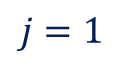 j = 1